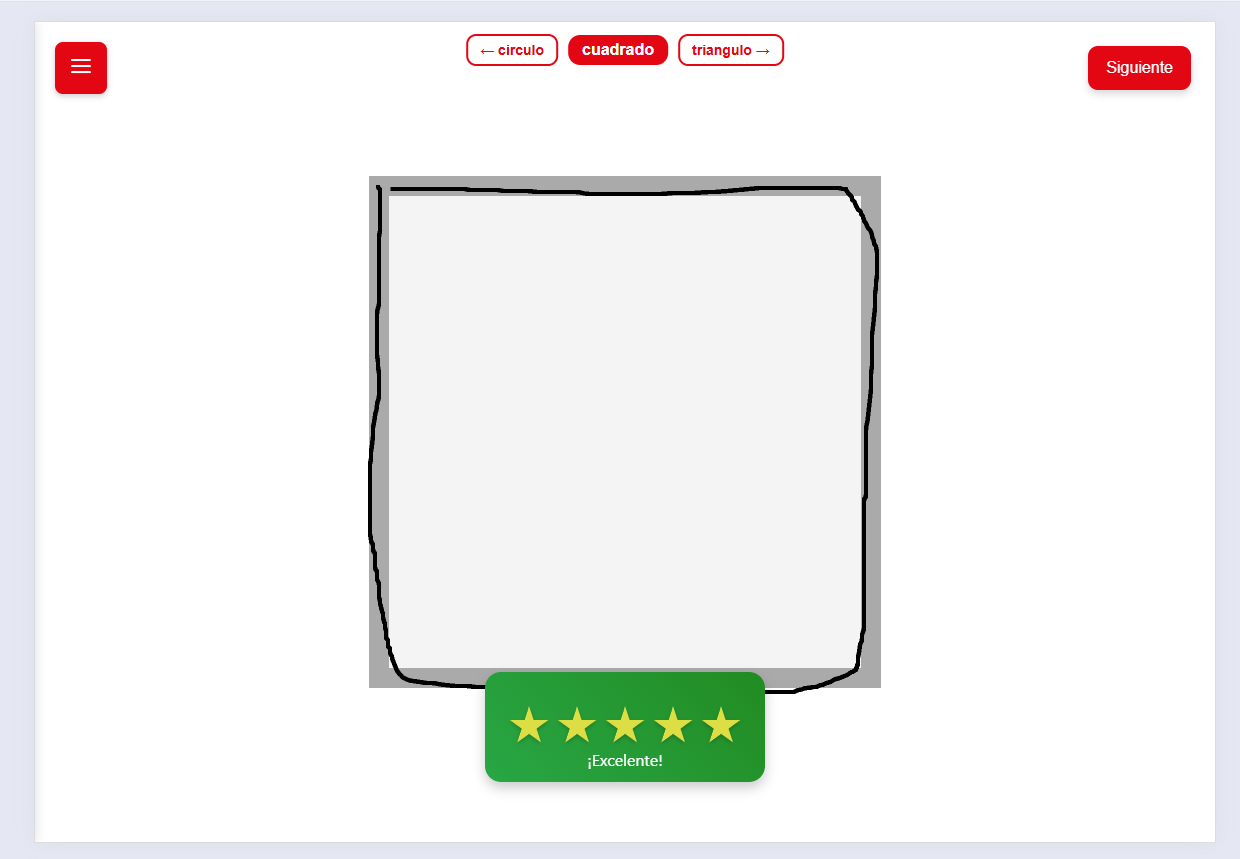 ← circulo
cuadrado
triangulo →
Siguiente
¡Excelente!